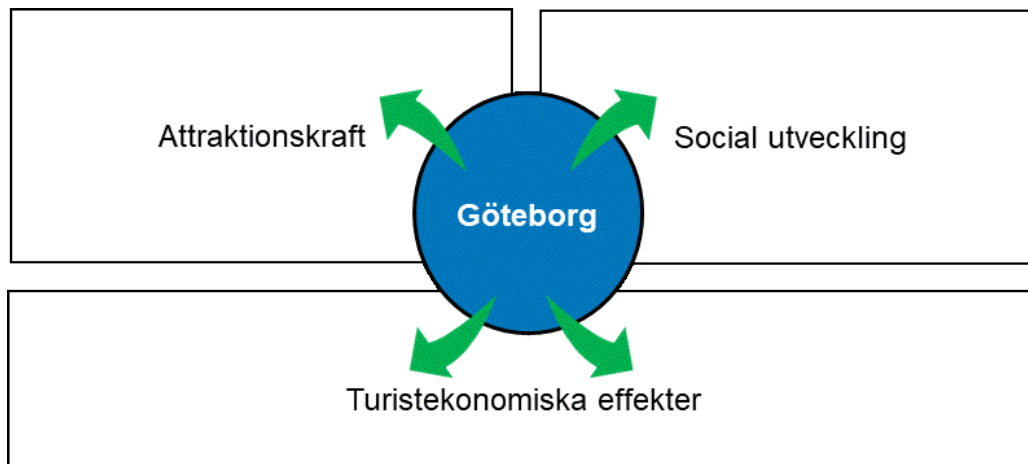 Attraktionskraft
Social utveckling
Göteborg
Turistekonomiska effekter